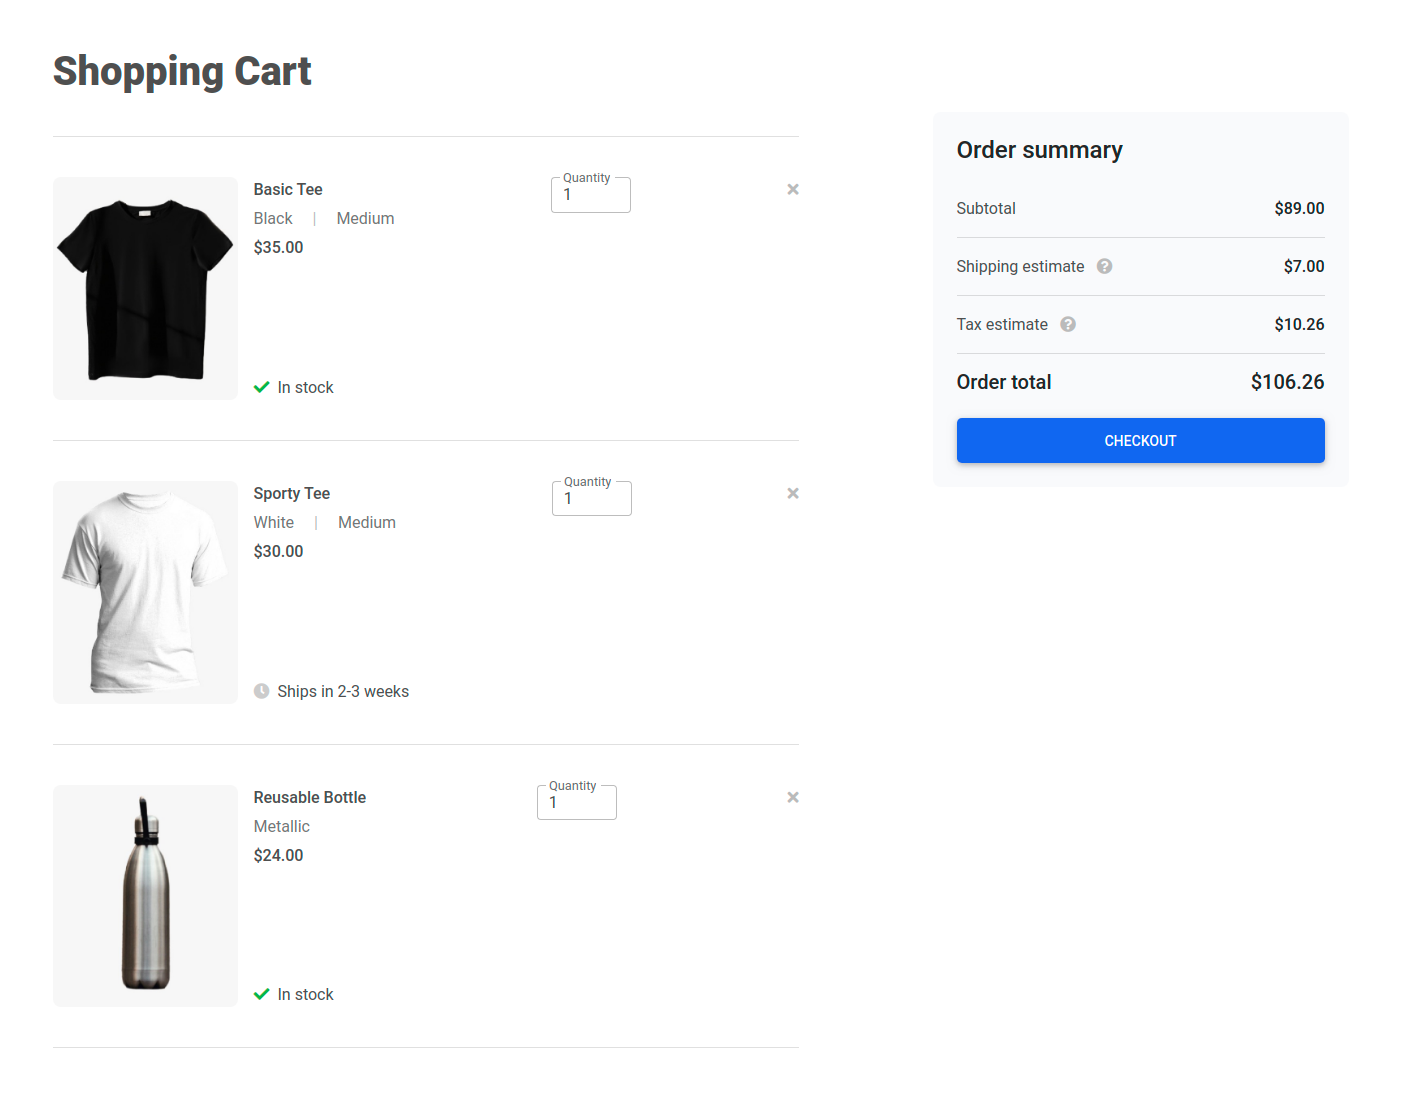 Shopping Cart
Basic Tee
Black | Medium
$35.00
Quantity
1
In stock
Sporty Tee
White | Medium
$30.00
Quantity
1
Ships in 2-3 weeks
Reusable Bottle
Metallic
$24.00
Quantity
1
In stock
Order summary
Subtotal $89.00
Shipping estimate $7.00
Tax estimate $10.26
Order total $106.26
CHECKOUT